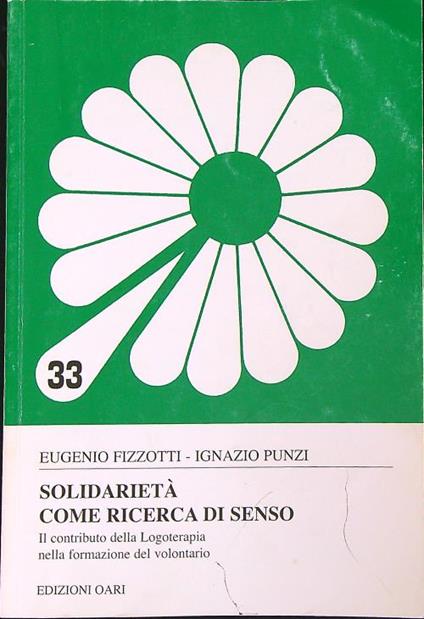 33
EUGENIO FIZZOTTI - IGNAZIO PUNZI
SOLIDARIETÀ
COME RICERCA DI SENSO
Il contributo della Logoterapia
nella formazione del volontario
EDIZIONI OARI